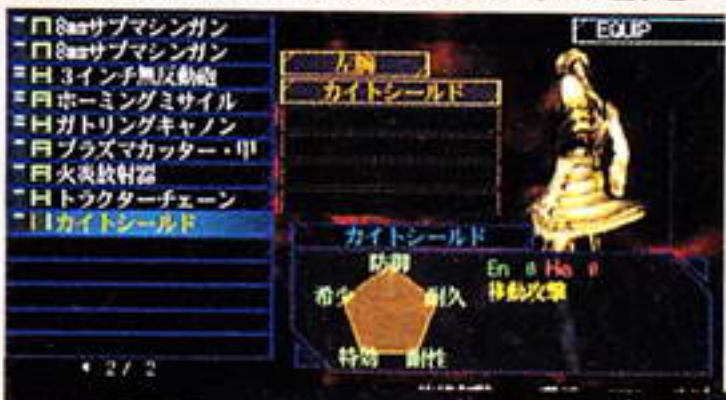 8㎜サブマシンガン
8㎜サブマシンガン
3インチ無反動砲
ホーミングミサイル
ガトリングキャノン
プラズマカッター・甲
火炎放射器
トラクターチェーン
カイトシールド
2/ 2
EQUIP
左腕
カイトシールド
カイトシールド
防御
希少
耐久
特効
耐性
En 0 He 0
移動攻撃